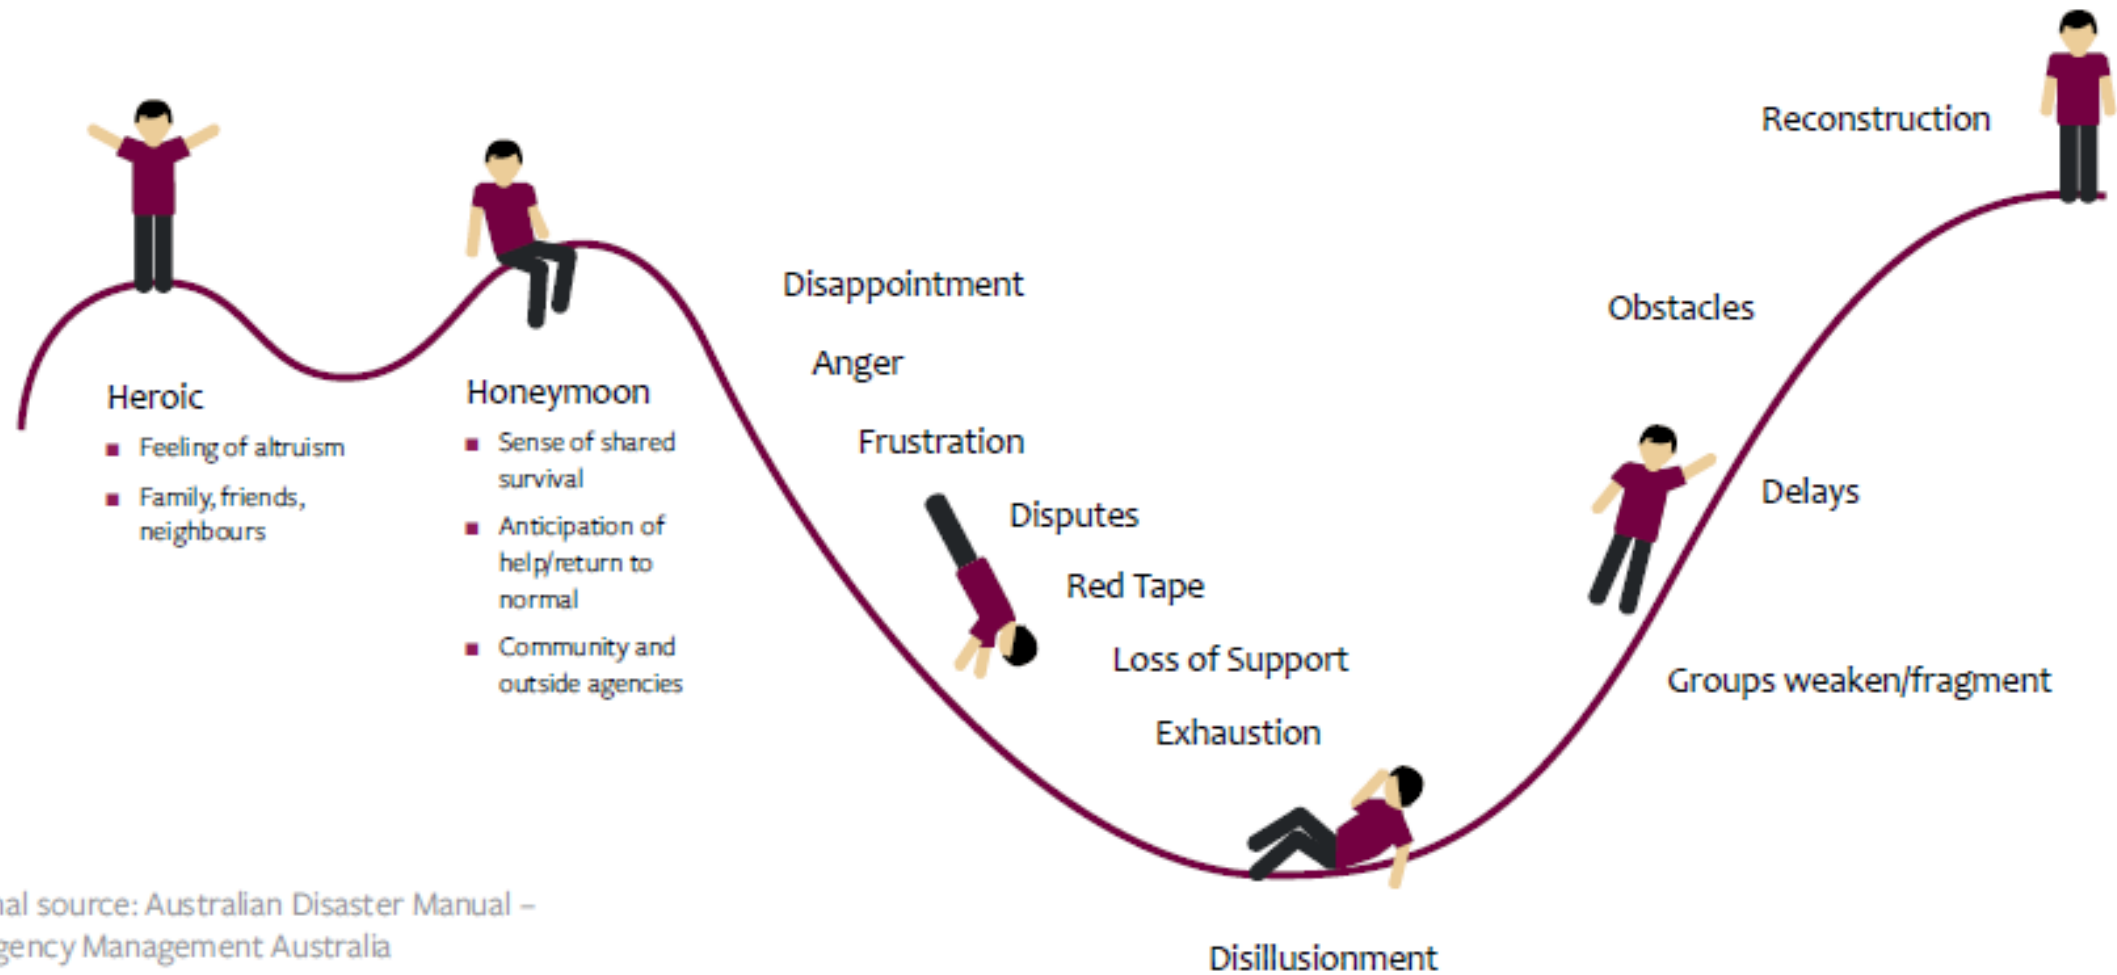 Heroic
Feeling of altruism
Family, friends,
neighbours
Honeymoon
Sense of shared
survival
Anticipation of
help/return to
normal
Community and
outside agencies
Disappointment
Anger
Frustration
Disputes
Red Tape
Loss of Support
Exhaustion
Disillusionment
Groups weaken/fragment
Delays
Obstacles
Reconstruction
source: Australian Disaster Manual –
Management Australia